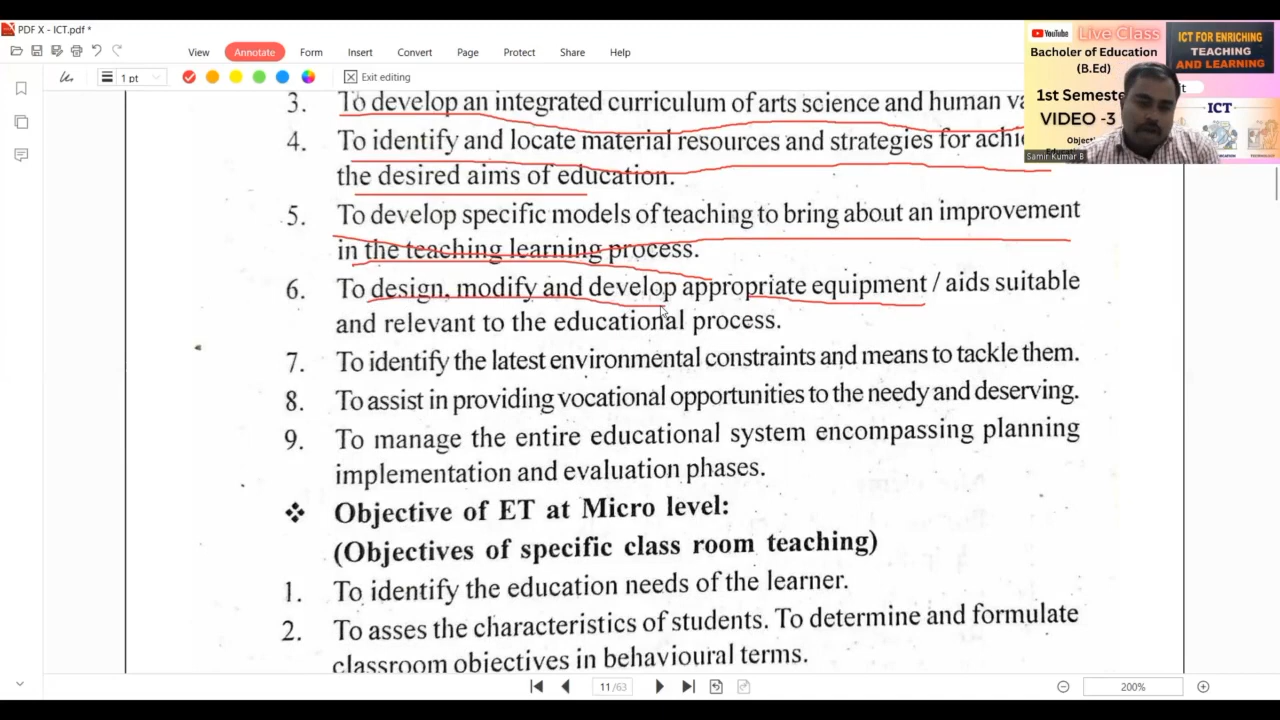 PDF X - ICT.pdf *
View Annotate Form Insert Convert Page Protect Share Help
1 pt Exit editing
YouTube Live Class
Bacholer of Education
(B.Ed)
1st Semeste
VIDEO -3
ICT FOR ENRICHING
TEACHING
AND LEARNING
ICT
Samir Kumar B
3. To develop an integrated curriculum of arts science and human va
4. To identify and locate material resources and strategies for achi
the desired aims of education.
5. To develop specific models of teaching to bring about an improvement
in the teaching learning process.
6. To design, modify and develop appropriate equipment / aids suitable
and relevant to the educational process.
7. To identify the latest environmental constraints and means to tackle them.
8. To assist in providing vocational opportunities to the needy and deserving.
9. To manage the entire educational system encompassing planning
implementation and evaluation phases.
❖ Objective of ET at Micro level:
(Objectives of specific class room teaching)
1. To identify the education needs of the learner.
2. To asses the characteristics of students. To determine and formulate
classroom objectives in behavioural terms.
11/63
200%